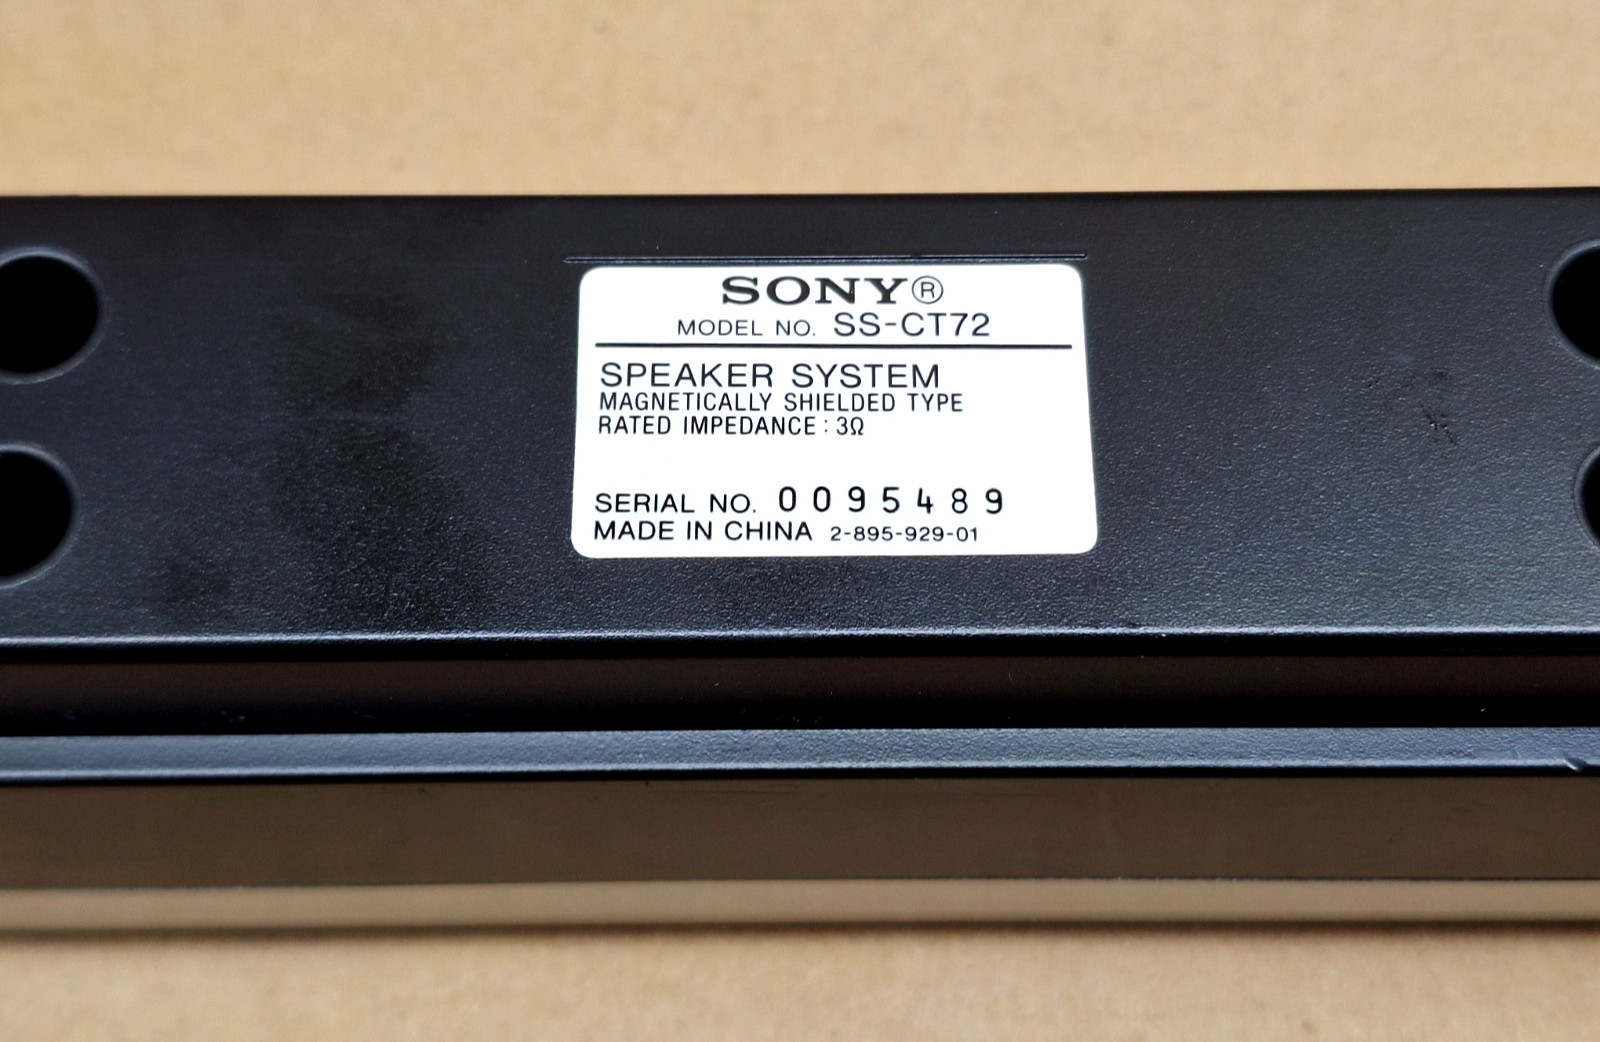 SONY®
MODEL NO. SS-CT72
SPEAKER SYSTEM
MAGNETICALLY SHIELDED TYPE
RATED IMPEDANCE : 3Ω
SERIAL NO. 0095489
MADE IN CHINA 2-895-929-01